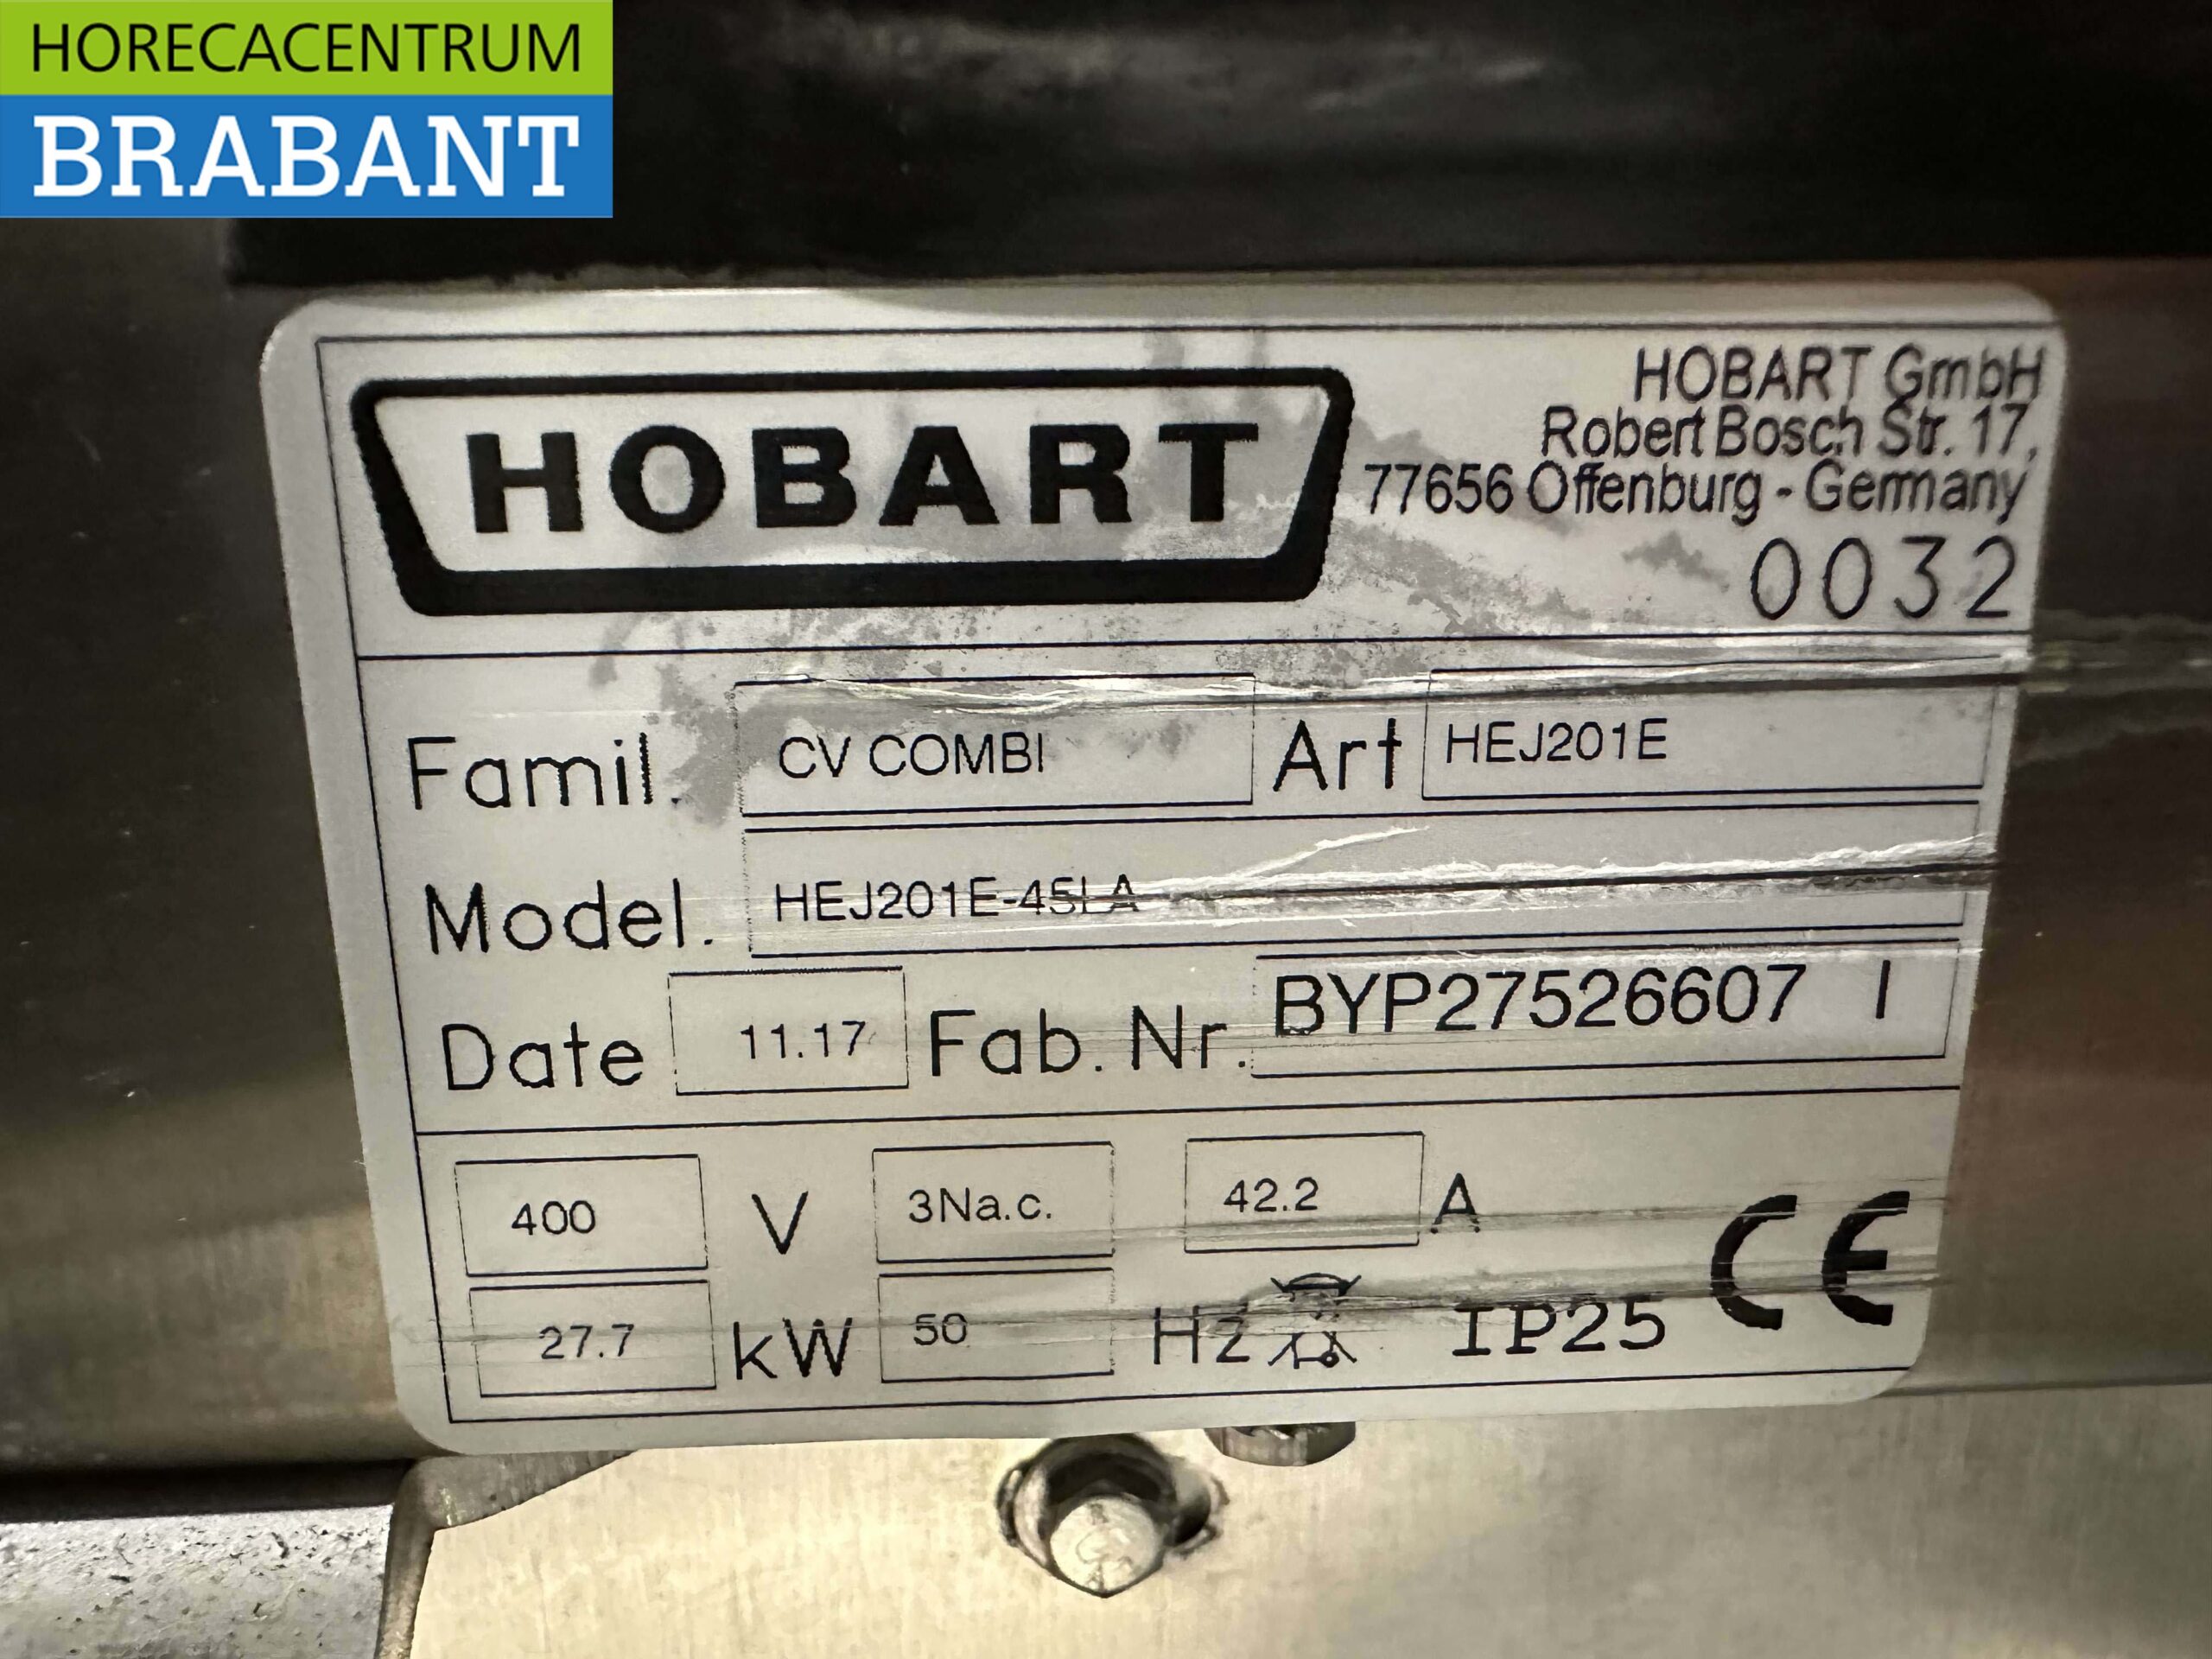 HORECACENTRUM
BRABANT
HOBART
HOBART GmbH
Robert Bosch Str. 17,
77656 Offenburg - Germany
0032
Famil. CV COMBI Art HEJ201E
Model. HEJ201E-45LA
Date 11.17 Fab. Nr. BYP27526607 I
400 V 3Na.c. 42.2 A
27.7 kW 50 Hz IP25 CE